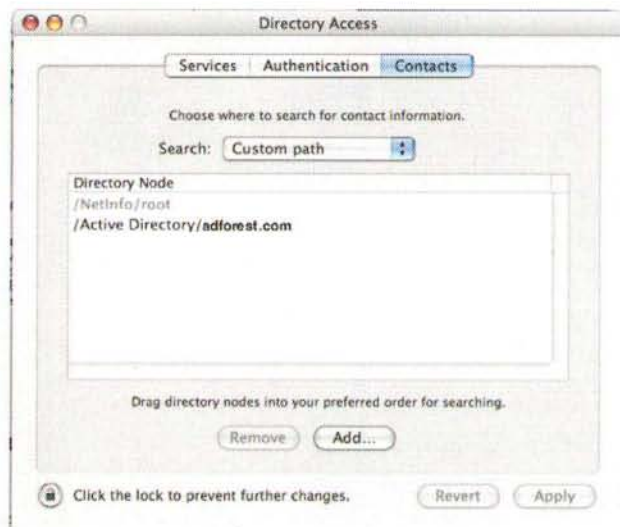 Directory Access
Services Authentication Contacts
Choose where to search for contact information.
Search: Custom path
Directory Node
/NetInfo/root
/Active Directory/adforest.com
Drag directory nodes into your preferred order for searching.
Remove Add...
Click the lock to prevent further changes. Revert Apply